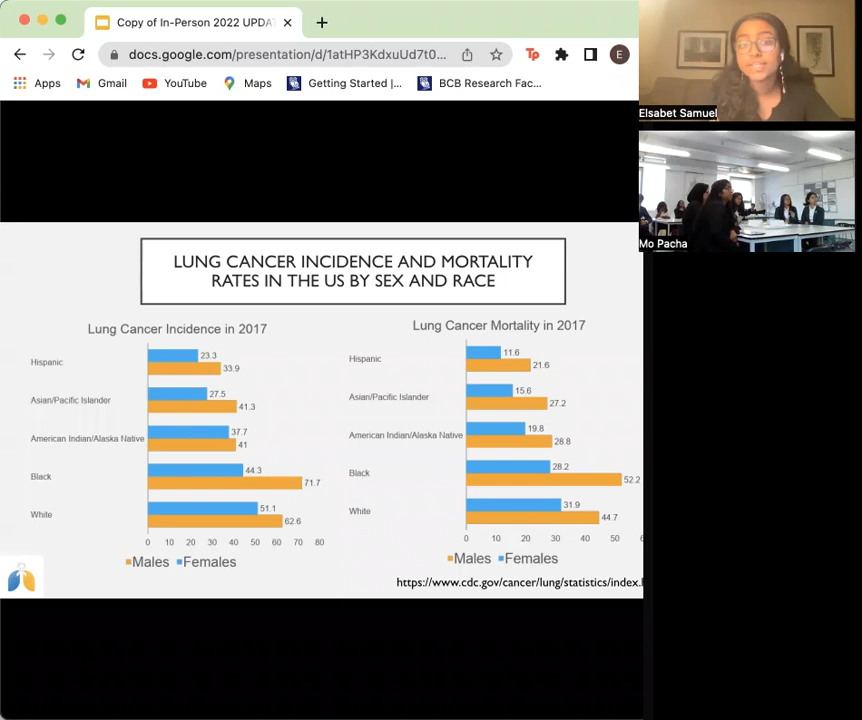 Copy of In-Person 2022 UPDA
docs.google.com/presentation/d/1atHP3KdxuUd7t0...
Tp
E
Apps
Gmail
YouTube
Maps
Getting Started |...
BCB Research Fac...
Elsabet Samuel
Mo Pacha
LUNG CANCER INCIDENCE AND MORTALITY
RATES IN THE US BY SEX AND RACE
Lung Cancer Incidence in 2017
Hispanic
23.3
33.9
Asian/Pacific Islander
27.5
41.3
American Indian/Alaska Native
37.7
41
Black
44.3
71.7
White
51.1
62.6
0 10 20 30 40 50 60 70 80
Males Females
Lung Cancer Mortality in 2017
Hispanic
11.6
21.6
Asian/Pacific Islander
15.6
27.2
American Indian/Alaska Native
19.8
28.8
Black
28.2
52.2
White
31.9
44.7
0 10 20 30 40 50
Males Females
https://www.cdc.gov/cancer/lung/statistics/index.